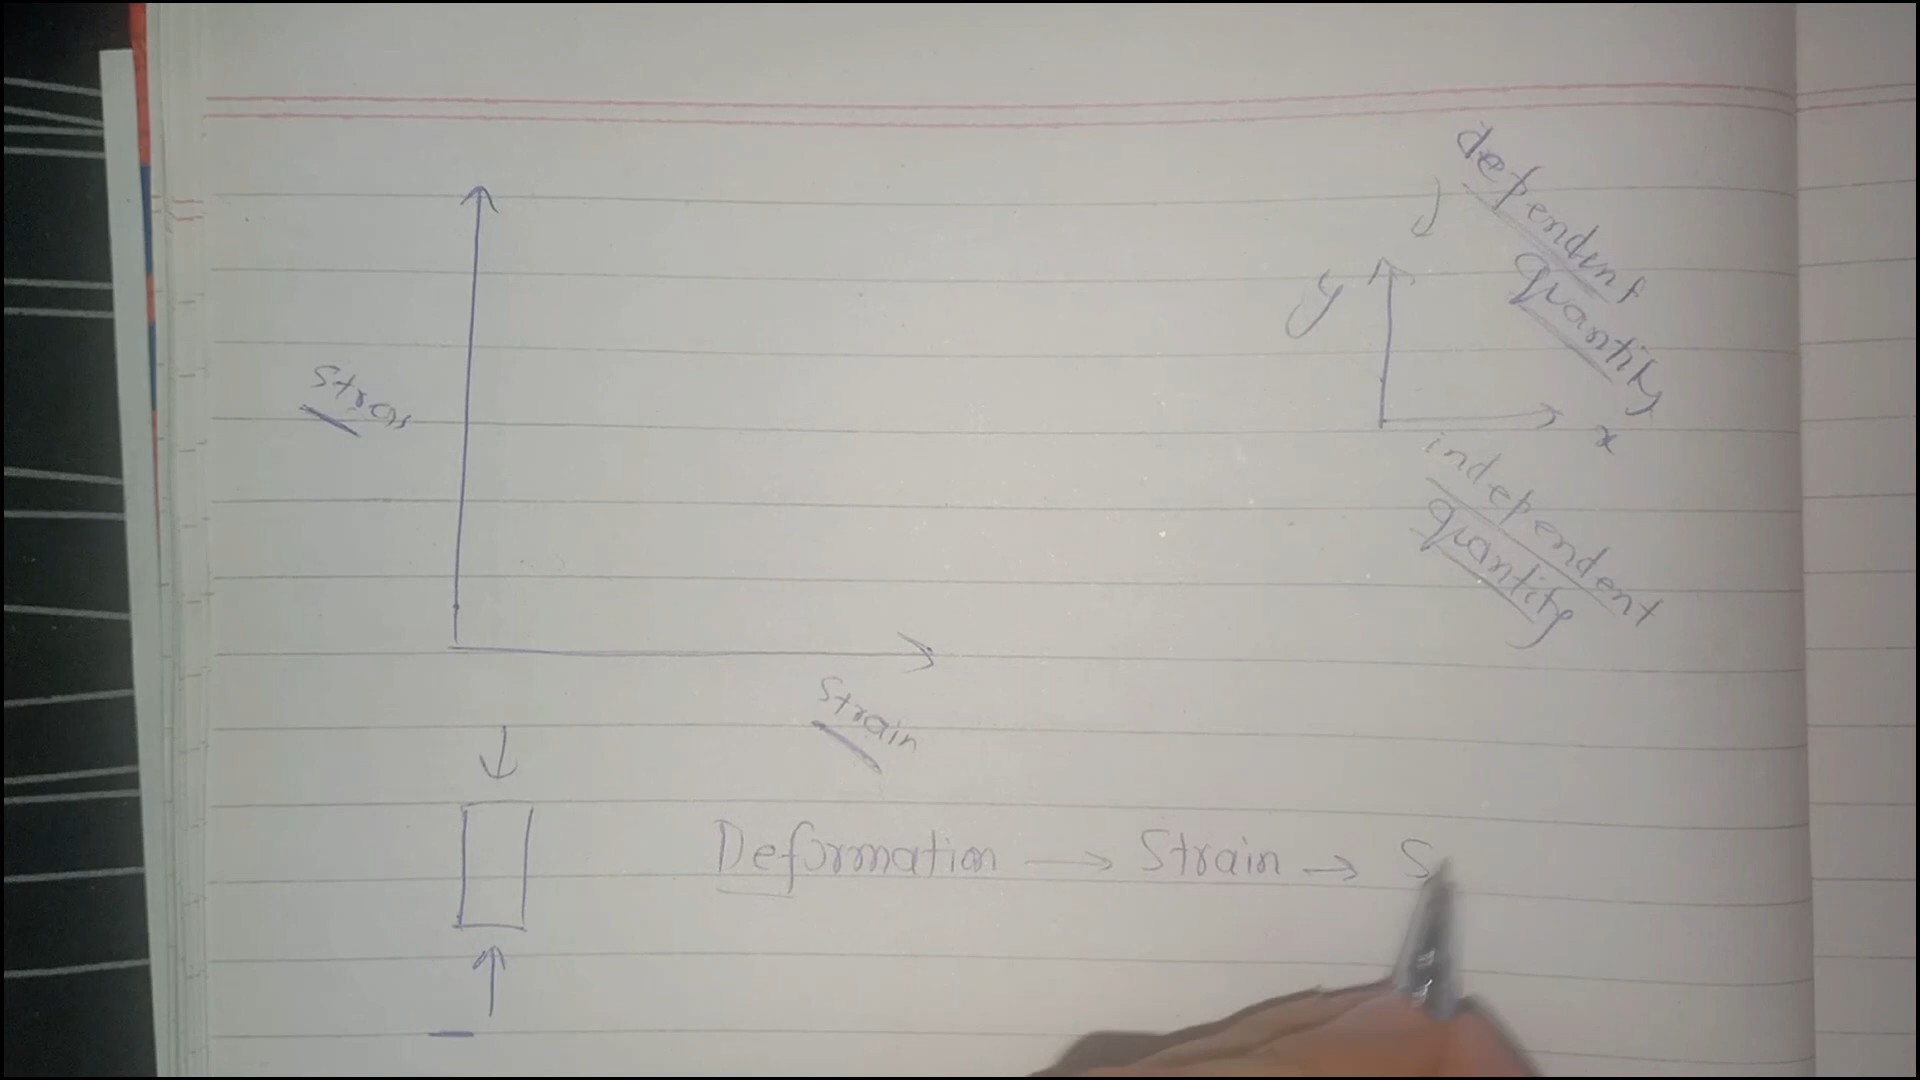 dependent
quantity
y
x
Stress
independent
quantity
Strain
Deformation → Strain → S